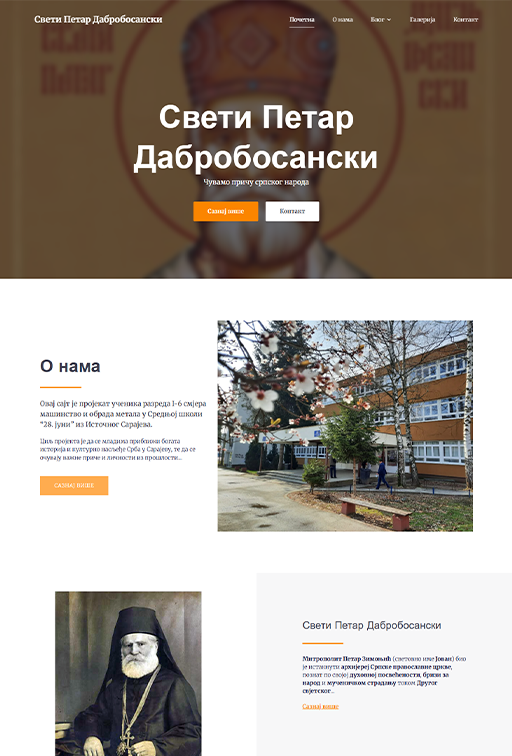 Свети Петар Дабробосански
Почетна О нама Блог Галерија Контакт
Свети Петар
Дабробосански
Чувамо причу српског народа
Сазнај више Контакт
О нама
Овај сајт је пројекат ученика разреда I-6 смјера
машинство и обрада метала у Средњој школи
“28. јуни” из Источног Сарајева.
Циљ пројекта је да се младима приближи богата
историја и културно насљеђе Срба у Сарајеву, те да се
очувају важне приче и личности из прошлости...
САЗНАЈ ВИШЕ
Свети Петар Дабробосански
Митрополит Петар Зимоњић (световно име Јован) био
је истакнути архијереј Српске православне цркве,
познат по својој духовној посвећености, бризи за
народ и мученичком страдању током Другог
свјетског...
Сазнај више